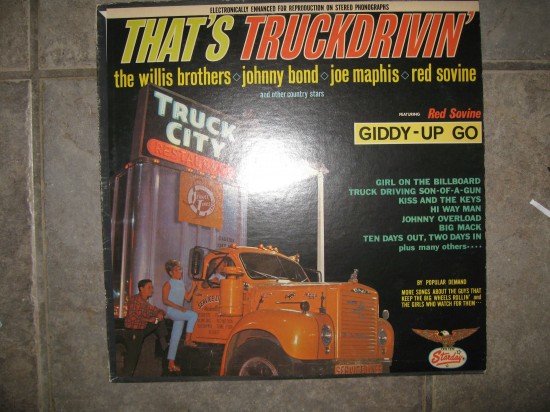 ELECTRONICALLY ENHANCED FOR REPRODUCTION ON STEREO PHONOGRAPHS
THAT'S TRUCKDRIVIN'
the willis brothers ◇ johnny bond ◇ joe maphis ◇ red sovine
and other country stars
FEATURING Red Sovine
GIDDY-UP GO
TRUCK
CITY
RESTAURANT
GIRL ON THE BILLBOARD
TRUCK DRIVING SON-OF-A-GUN
KISS AND THE KEYS
HI WAY MAN
JOHNNY OVERLOAD
BIG MACK
TEN DAYS OUT, TWO DAYS IN
plus many others····
BY POPULAR DEMAND
MORE SONGS ABOUT THE GUYS THAT
KEEP THE BIG WHEELS ROLLIN' and
THE GIRLS WHO WATCH FOR THEM···
Starday